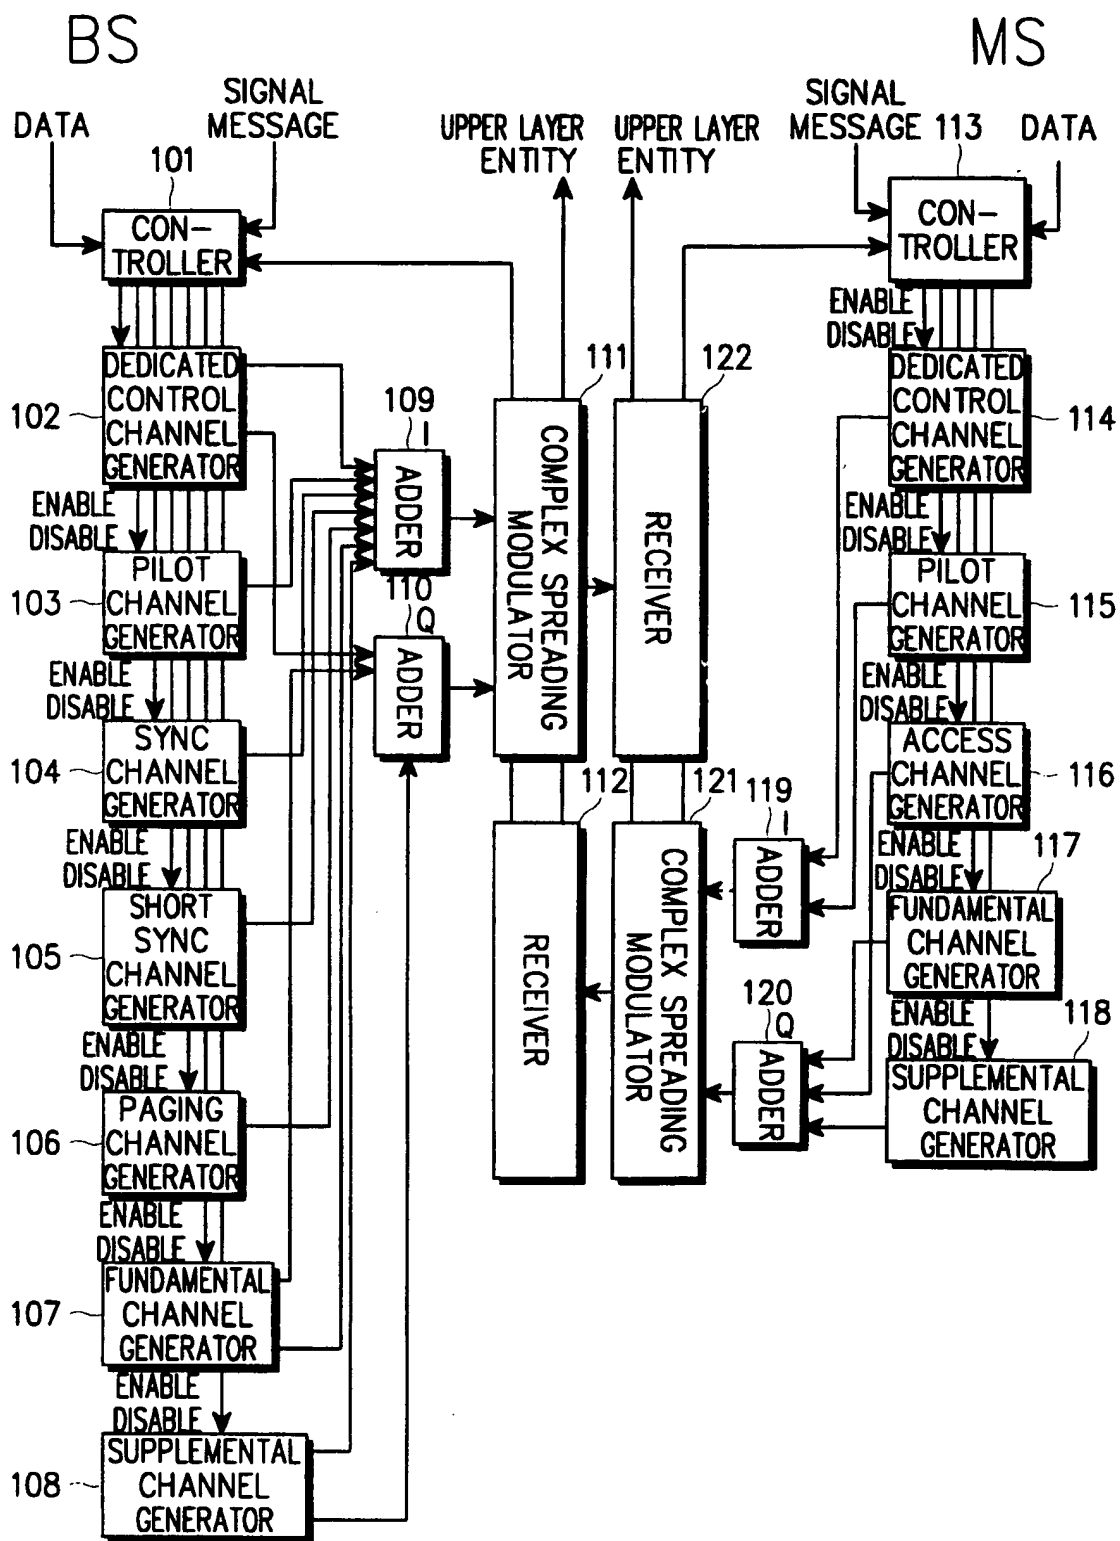 BS
MS
DATA
SIGNAL
MESSAGE
UPPER LAYER
ENTITY
UPPER LAYER
ENTITY
SIGNAL
MESSAGE
113
DATA
101
CON-
TROLLER
CON-
TROLLER
ENABLE
DISABLE
DEDICATED
CONTROL
CHANNEL
GENERATOR
102
ENABLE
DISABLE
PILOT
CHANNEL
GENERATOR
103
ENABLE
DISABLE
SYNC
CHANNEL
GENERATOR
104
ENABLE
DISABLE
SHORT
SYNC
CHANNEL
GENERATOR
105
ENABLE
DISABLE
PAGING
CHANNEL
GENERATOR
106
ENABLE
DISABLE
FUNDAMENTAL
CHANNEL
GENERATOR
107
ENABLE
DISABLE
SUPPLEMENTAL
CHANNEL
GENERATOR
108
109
I
ADDER
110
Q
ADDER
111
COMPLEX SPREADING
MODULATOR
122
RECEIVER
112
RECEIVER
121
COMPLEX SPREADING
MODULATOR
119
I
ADDER
120
Q
ADDER
DEDICATED
CONTROL
CHANNEL
GENERATOR
114
ENABLE
DISABLE
PILOT
CHANNEL
GENERATOR
115
ENABLE
DISABLE
ACCESS
CHANNEL
GENERATOR
116
ENABLE
DISABLE
117
FUNDAMENTAL
CHANNEL
GENERATOR
ENABLE
DISABLE
118
SUPPLEMENTAL
CHANNEL
GENERATOR